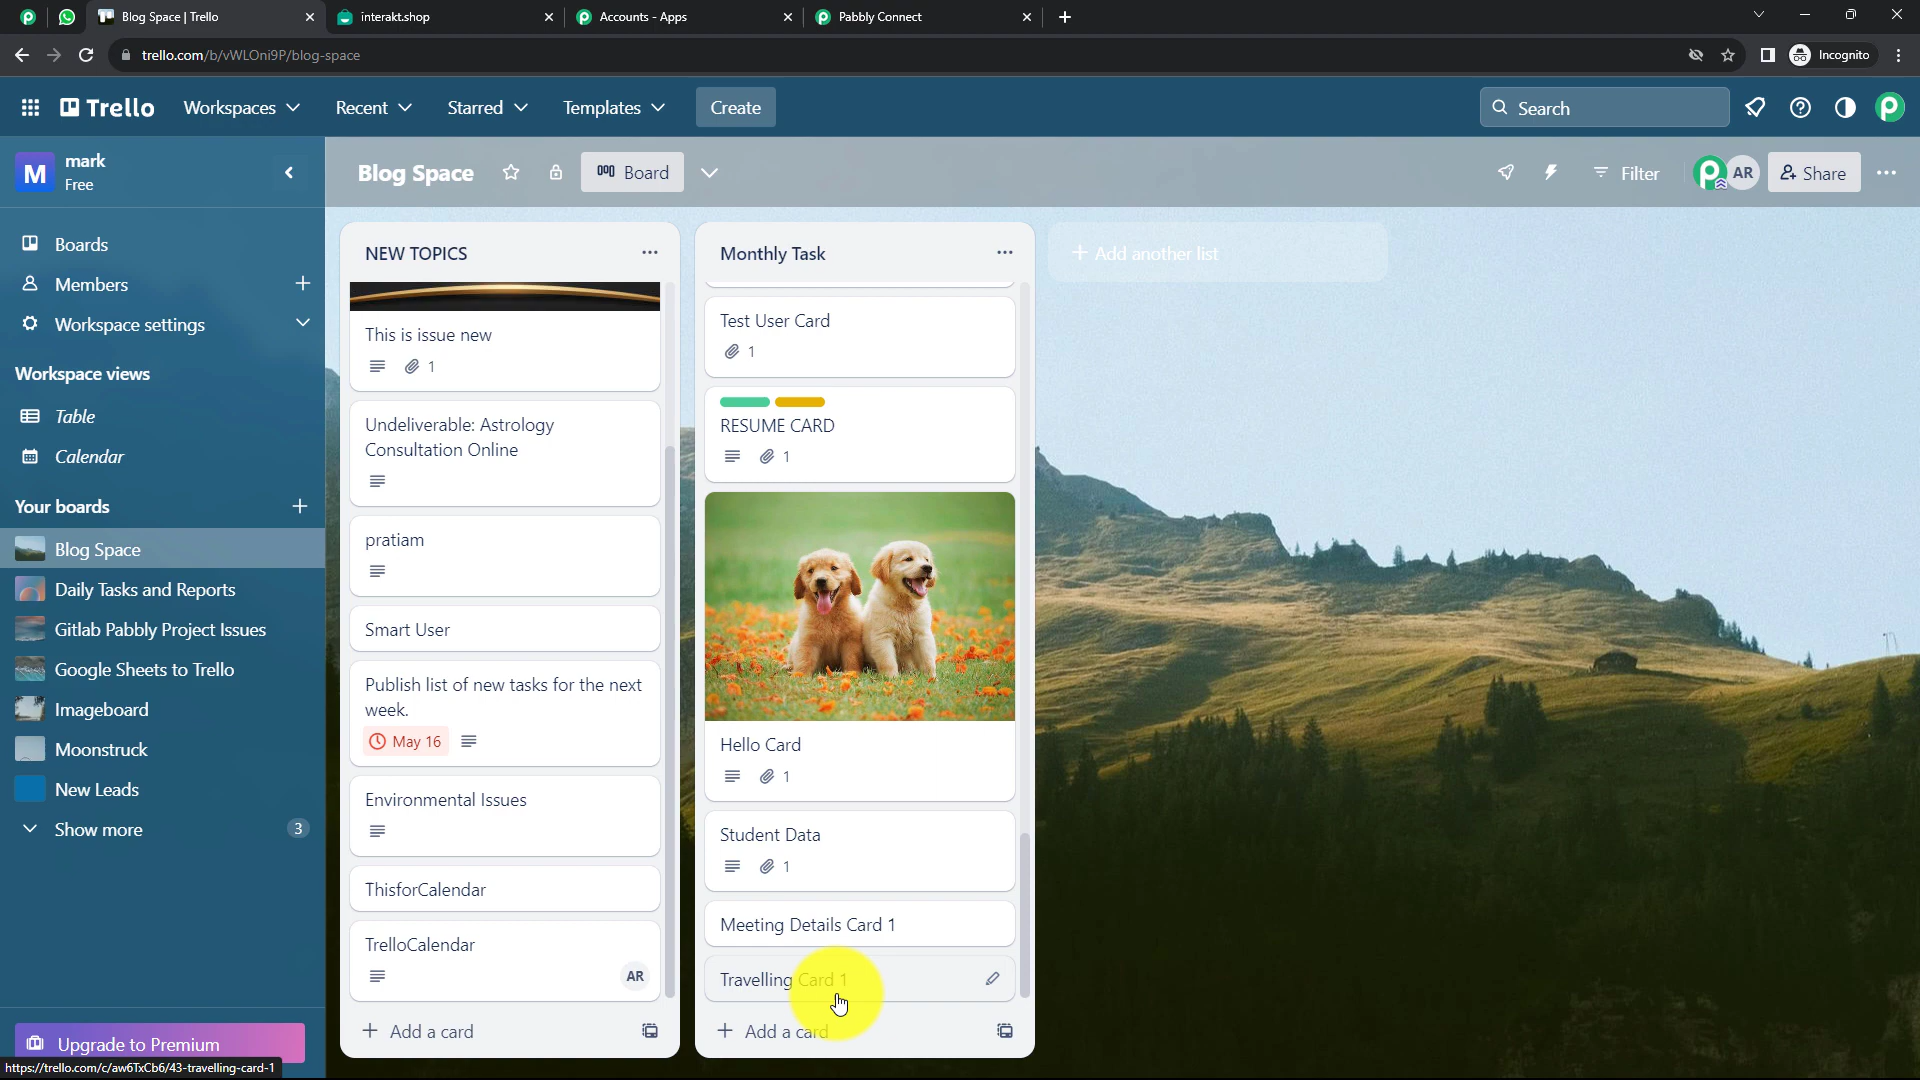 Blog Space | Trello
interakt.shop
Accounts - Apps
Pabbly Connect
trello.com/b/vWLOni9P/blog-space
Incognito
Trello
Workspaces
Recent
Starred
Templates
Create
Search
M
mark
Free
Blog Space
Board
Filter
AR
Share
Boards
Members
Workspace settings
Workspace views
Table
Calendar
Your boards
Blog Space
Daily Tasks and Reports
Gitlab Pabbly Project Issues
Google Sheets to Trello
Imageboard
Moonstruck
New Leads
Show more
3
Upgrade to Premium
https://trello.com/c/aw6TxCb6/43-travelling-card-1
NEW TOPICS
This is issue new
1
Undeliverable: Astrology
Consultation Online
pratiam
Smart User
Publish list of new tasks for the next
week.
May 16
Environmental Issues
ThisforCalendar
TrelloCalendar
AR
Add a card
Monthly Task
Test User Card
1
RESUME CARD
1
Hello Card
1
Student Data
1
Meeting Details Card 1
Travelling Card 1
Add a card
Add another list